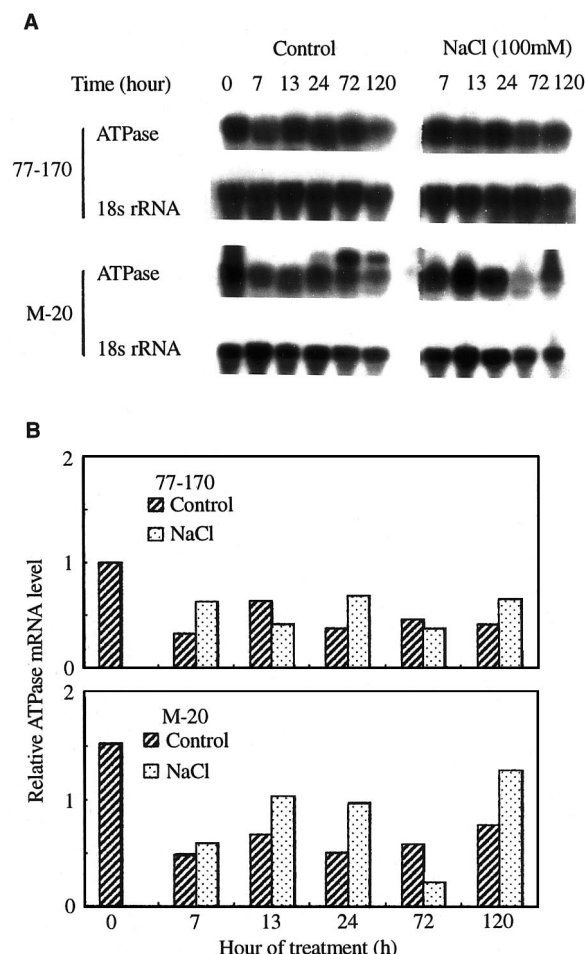 A
Control NaCl (100mM)
Time (hour) 0 7 13 24 72 120 7 13 24 72 120
ATPase
77-170
18s rRNA
ATPase
M-20
18s rRNA
B
2
77-170
Control
NaCl
1
0
Relative ATPase mRNA level
2
M-20
Control
NaCl
1
0
0 7 13 24 72 120
Hour of treatment (h)